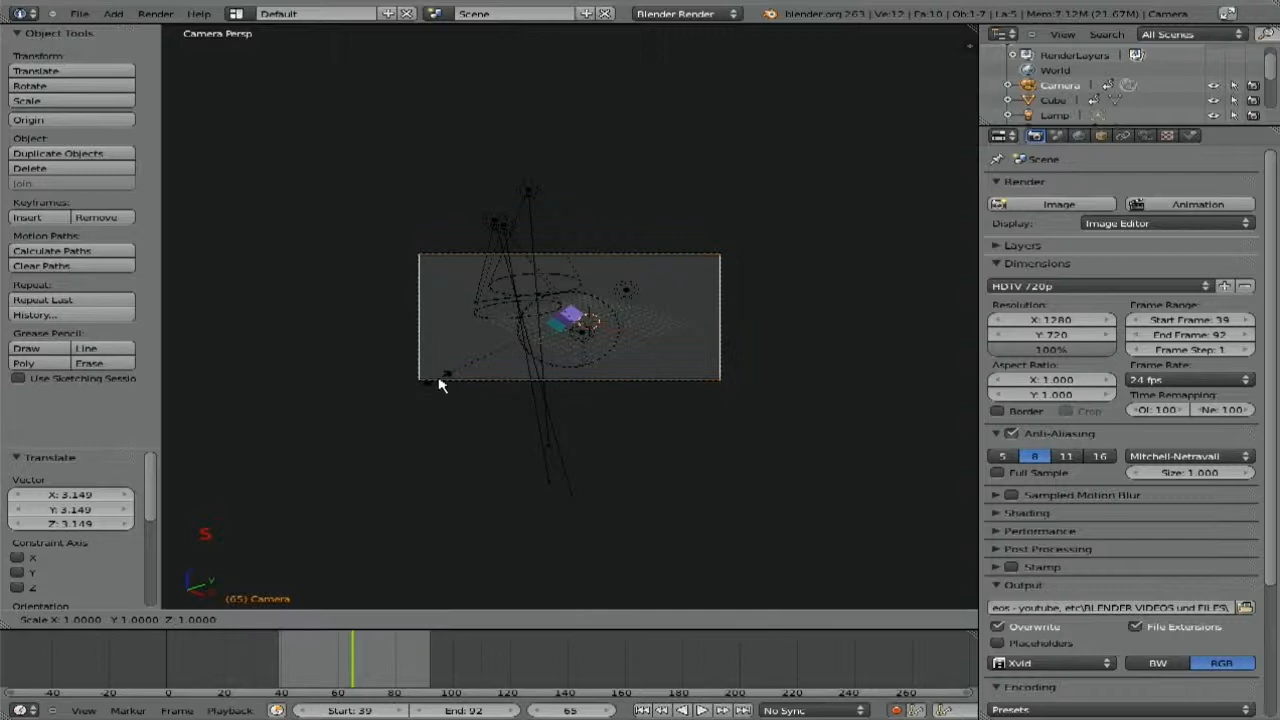 File Add Render Help Default Scene Blender Render blender.org 263 | Ve:12 | Fa:10 | Ob:1-7 | La:5 | Mem:7.12M (21.67M) | Camera
Object Tools
Transform:
Translate
Rotate
Scale
Origin
Object:
Duplicate Objects
Delete
Join
Keyframes:
Insert Remove
Motion Paths:
Calculate Paths
Clear Paths
Repeat:
Repeat Last
History...
Grease Pencil:
Draw Line
Poly Erase
Use Sketching Sessio
Translate
Vector
X: 3.149
Y: 3.149
Z: 3.149
Constraint Axis
X
Y
Z
Orientation
Camera Persp
S
(65) Camera
Scale X: 1.0000 Y: 1.0000 Z: 1.0000
View Search All Scenes
RenderLayers
World
Camera
Cube
Lamp
Scene
Render
Image Animation
Display: Image Editor
Layers
Dimensions
HDTV 720p
Resolution: Frame Range:
X: 1280 Start Frame: 39
Y: 720 End Frame: 92
100% Frame Step: 1
Aspect Ratio: Frame Rate:
X: 1.000 24 fps
Y: 1.000 Time Remapping:
Border Crop Ol: 100 Ne: 100
Anti-Aliasing
5 8 11 16 Mitchell-Netravali
Full Sample Size: 1.000
Sampled Motion Blur
Shading
Performance
Post Processing
Stamp
Output
eos - youtube, etc\BLENDER VIDEOS und FILES\
Overwrite File Extensions
Placeholders
Xvid BW RGB
Encoding
Presets
-40 -20 0 20 40 60 80 100 120 140 160 180 200 220 240 260
View Marker Frame Playback Start: 39 End: 92 65 No Sync